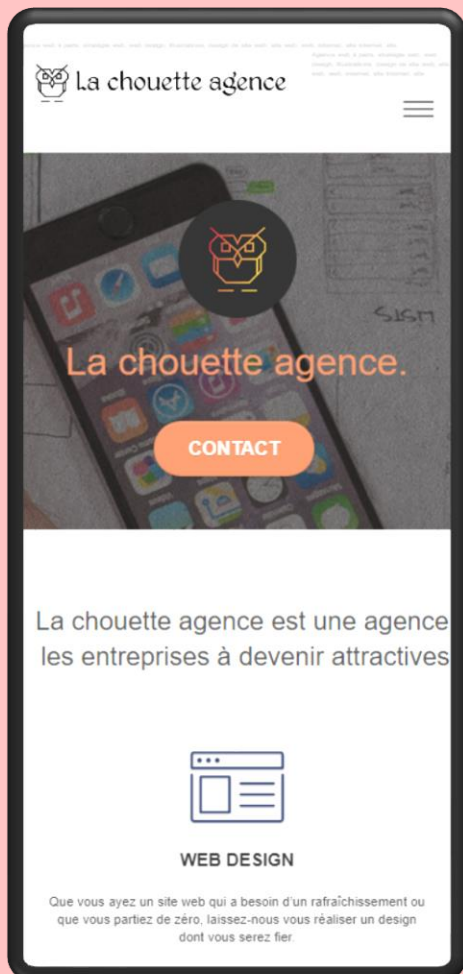 La chouette agence
La chouette agence.
CONTACT
La chouette agence est une agence
les entreprises à devenir attractives
WEB DESIGN
Que vous ayez un site web qui a besoin d'un rafraîchissement ou
que vous partiez de zéro, laissez-nous vous réaliser un design
dont vous serez fier.